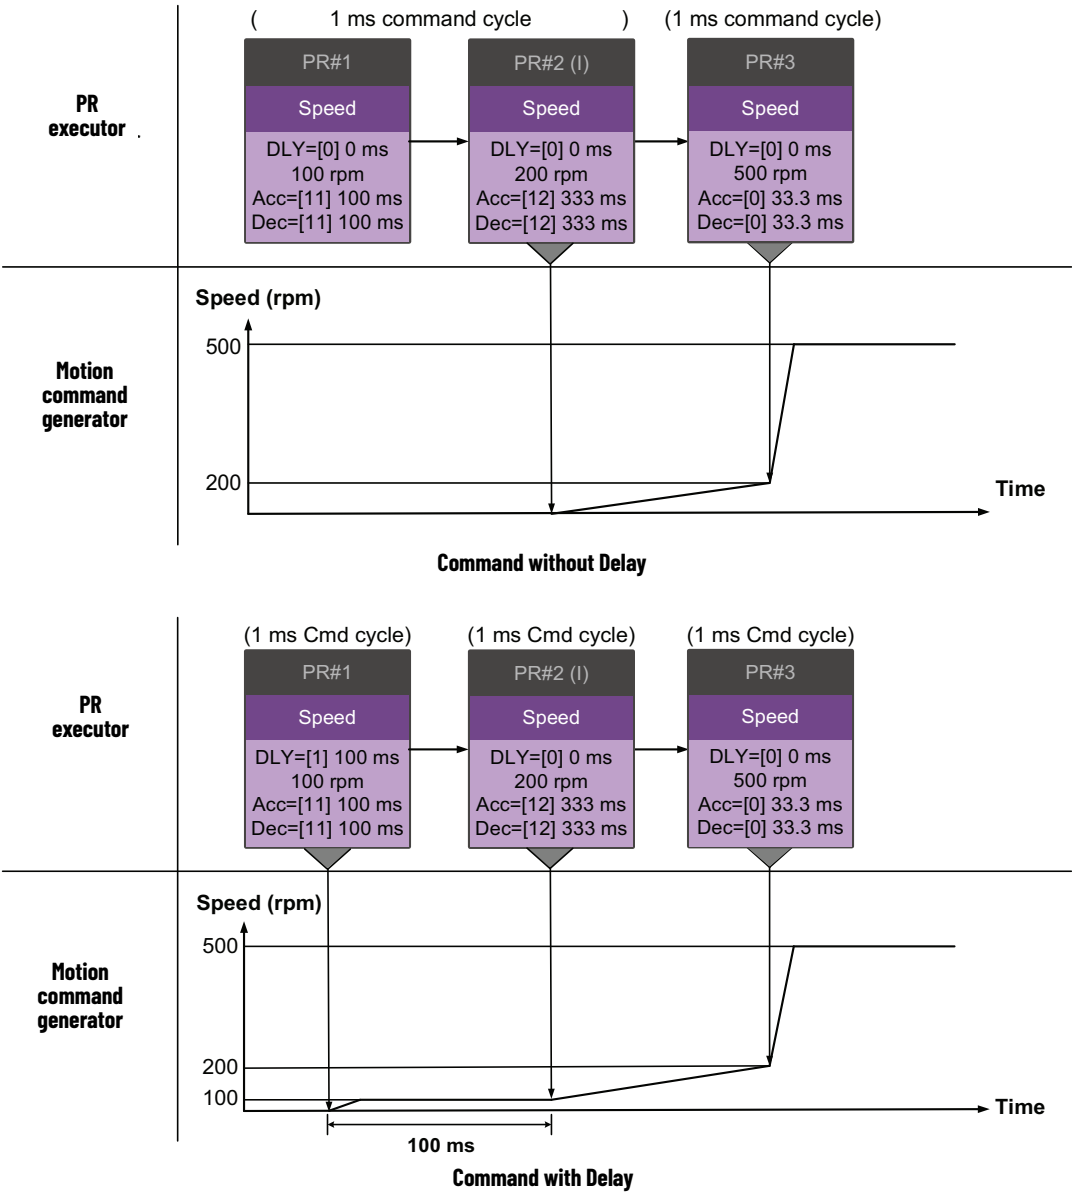 ( 1 ms command cycle ) (1 ms command cycle)
PR#1 PR#2 (I) PR#3
Speed Speed Speed
PR
executor .
DLY=[0] 0 ms DLY=[0] 0 ms DLY=[0] 0 ms
100 rpm 200 rpm 500 rpm
Acc=[11] 100 ms Acc=[12] 333 ms Acc=[0] 33.3 ms
Dec=[11] 100 ms Dec=[12] 333 ms Dec=[0] 33.3 ms
Speed (rpm)
500
Motion
command
generator
200
Time
Command without Delay
(1 ms Cmd cycle) (1 ms Cmd cycle) (1 ms Cmd cycle)
PR#1 PR#2 (I) PR#3
Speed Speed Speed
PR
executor
DLY=[1] 100 ms DLY=[0] 0 ms DLY=[0] 0 ms
100 rpm 200 rpm 500 rpm
Acc=[11] 100 ms Acc=[12] 333 ms Acc=[0] 33.3 ms
Dec=[11] 100 ms Dec=[12] 333 ms Dec=[0] 33.3 ms
Speed (rpm)
500
Motion
command
generator
200
100
Time
100 ms
Command with Delay